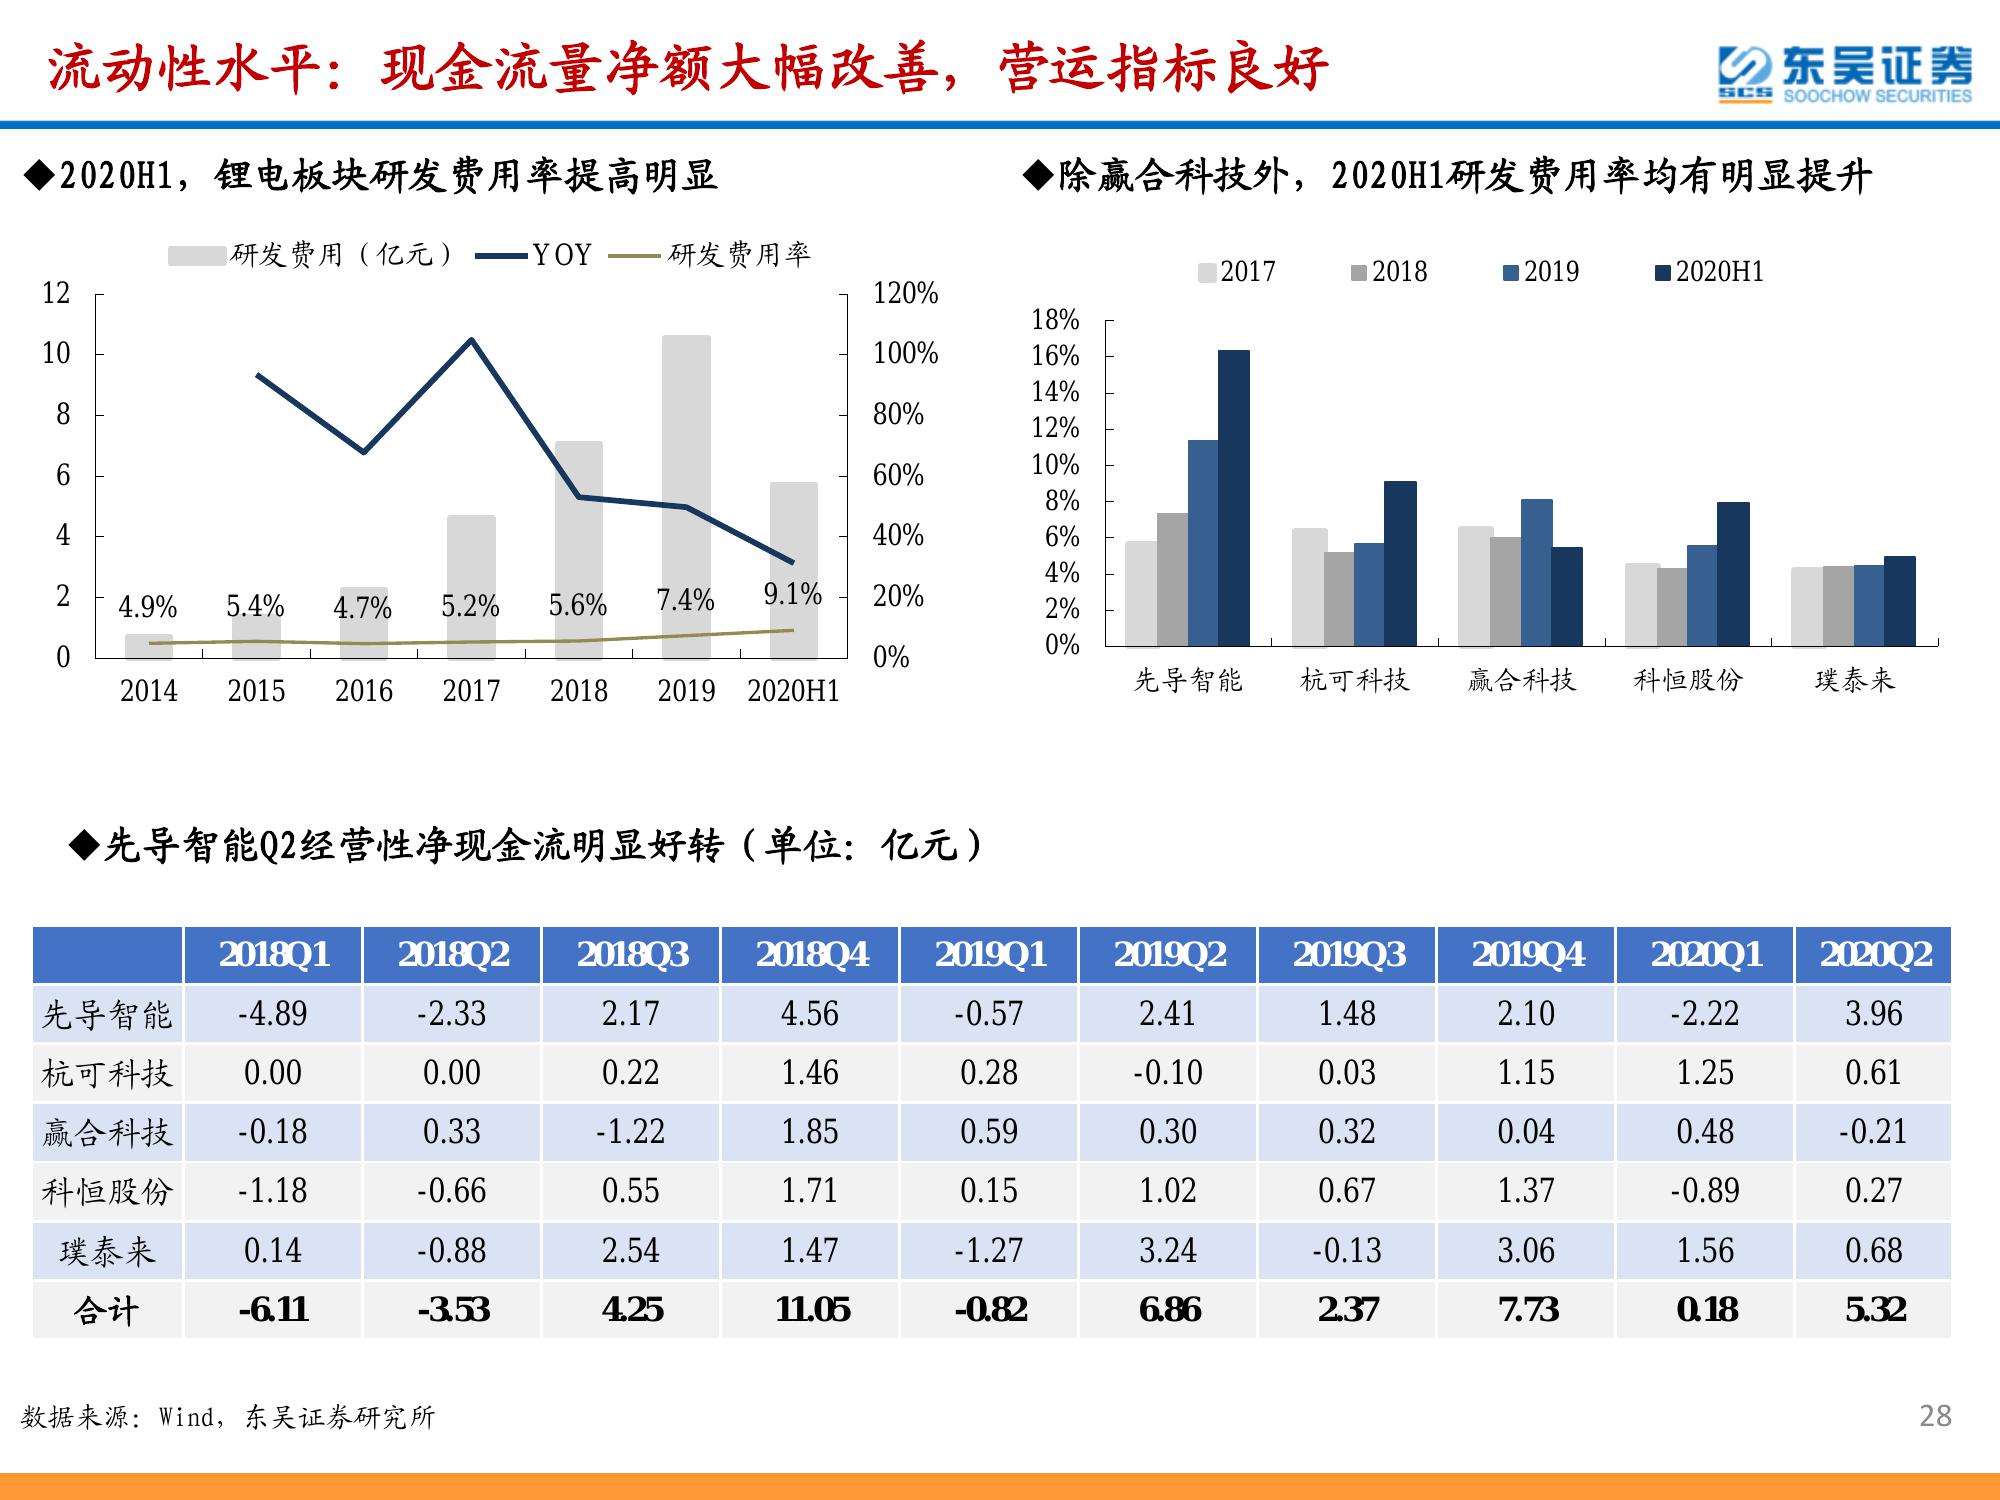 流动性水平：现金流量净额大幅改善，营运指标良好
东吴证券
SCS
SOOCHOW SECURITIES
◆2020H1，锂电板块研发费用率提高明显
研发费用（亿元） YOY 研发费用率
12 120%
10 100%
8 80%
6 60%
4 40%
2 20%
0 0%
4.9% 5.4% 4.7% 5.2% 5.6% 7.4% 9.1%
2014 2015 2016 2017 2018 2019 2020H1
◆除赢合科技外，2020H1研发费用率均有明显提升
2017 2018 2019 2020H1
18%
16%
14%
12%
10%
8%
6%
4%
2%
0%
先导智能 杭可科技 赢合科技 科恒股份 璞泰来
◆先导智能Q2经营性净现金流明显好转（单位：亿元）
2018Q1 2018Q2 2018Q3 2018Q4 2019Q1 2019Q2 2019Q3 2019Q4 2020Q1 2020Q2
先导智能 -4.89 -2.33 2.17 4.56 -0.57 2.41 1.48 2.10 -2.22 3.96
杭可科技 0.00 0.00 0.22 1.46 0.28 -0.10 0.03 1.15 1.25 0.61
赢合科技 -0.18 0.33 -1.22 1.85 0.59 0.30 0.32 0.04 0.48 -0.21
科恒股份 -1.18 -0.66 0.55 1.71 0.15 1.02 0.67 1.37 -0.89 0.27
璞泰来 0.14 -0.88 2.54 1.47 -1.27 3.24 -0.13 3.06 1.56 0.68
合计 -6.11 -3.53 4.25 11.05 -0.82 6.86 2.37 7.73 0.18 5.32
数据来源：Wind，东吴证券研究所
28